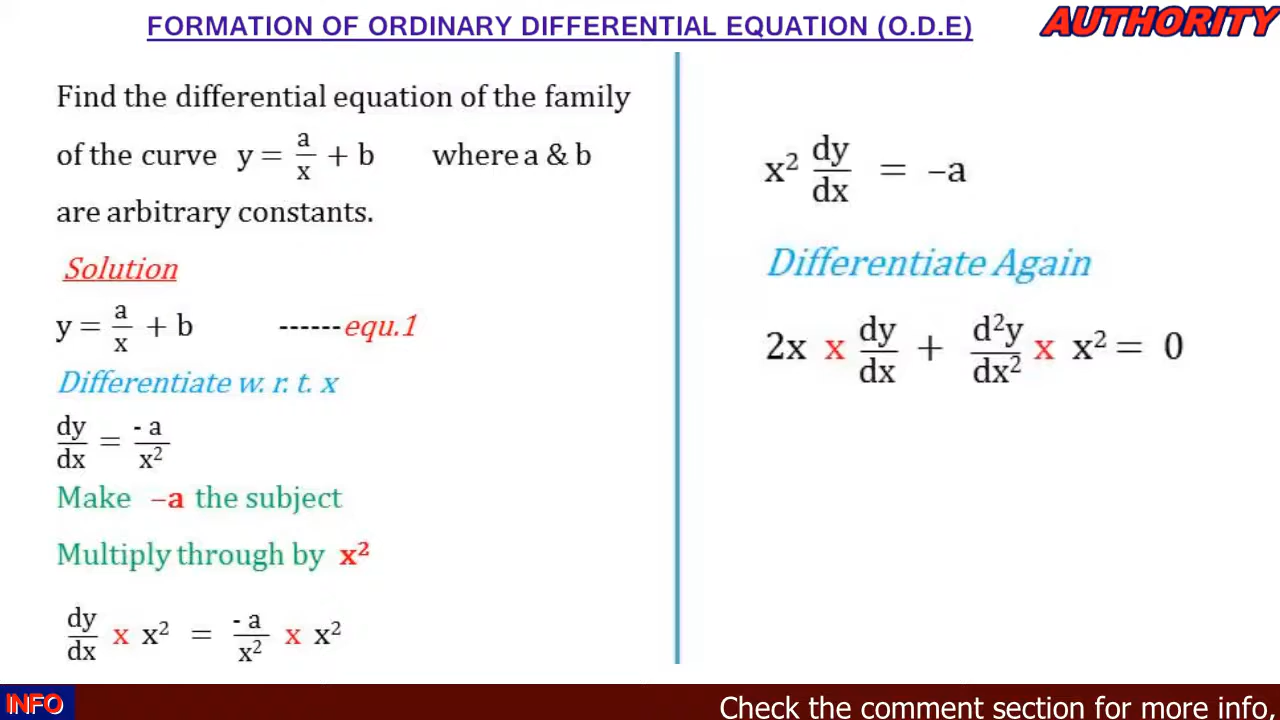 FORMATION OF ORDINARY DIFFERENTIAL EQUATION (O.D.E)
AUTHORITY
Find the differential equation of the family
of the curve y = a/x + b where a & b
are arbitrary constants.
Solution
y = a/x + b ------equ.1
Differentiate w. r. t. x
dy/dx = - a/x²
Make –a the subject
Multiply through by x²
dy/dx x x² = - a/x² x x²
x² dy/dx = –a
Differentiate Again
2x x dy/dx + d²y/dx² x x² = 0
INFO
Check the comment section for more info.